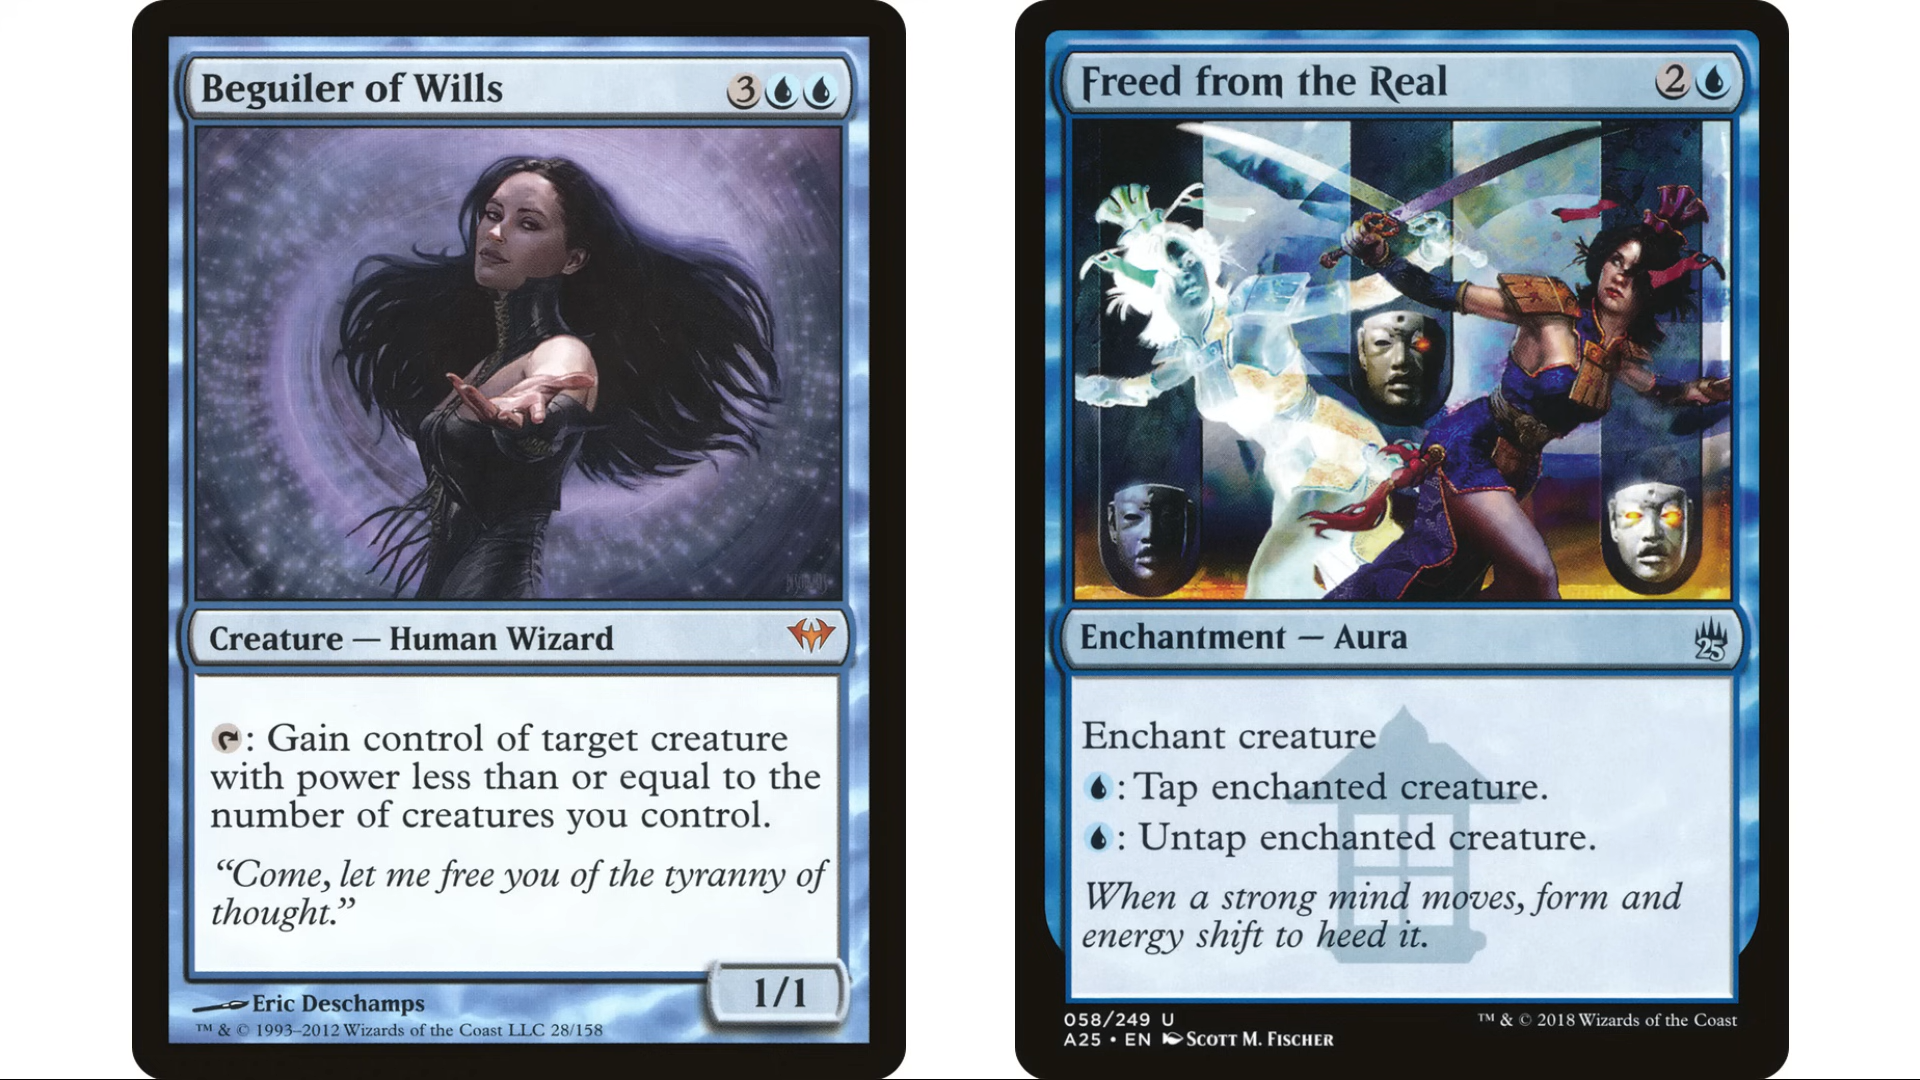 Beguiler of Wills
3
Creature — Human Wizard
: Gain control of target creature
with power less than or equal to the
number of creatures you control.
“Come, let me free you of the tyranny of
thought.”
1/1
Eric Deschamps
™ & © 1993–2012 Wizards of the Coast LLC 28/158
Freed from the Real
2
Enchantment — Aura
25
Enchant creature
: Tap enchanted creature.
: Untap enchanted creature.
When a strong mind moves, form and
energy shift to heed it.
058/249 U
™ & © 2018 Wizards of the Coast
A25 • EN Scott M. Fischer